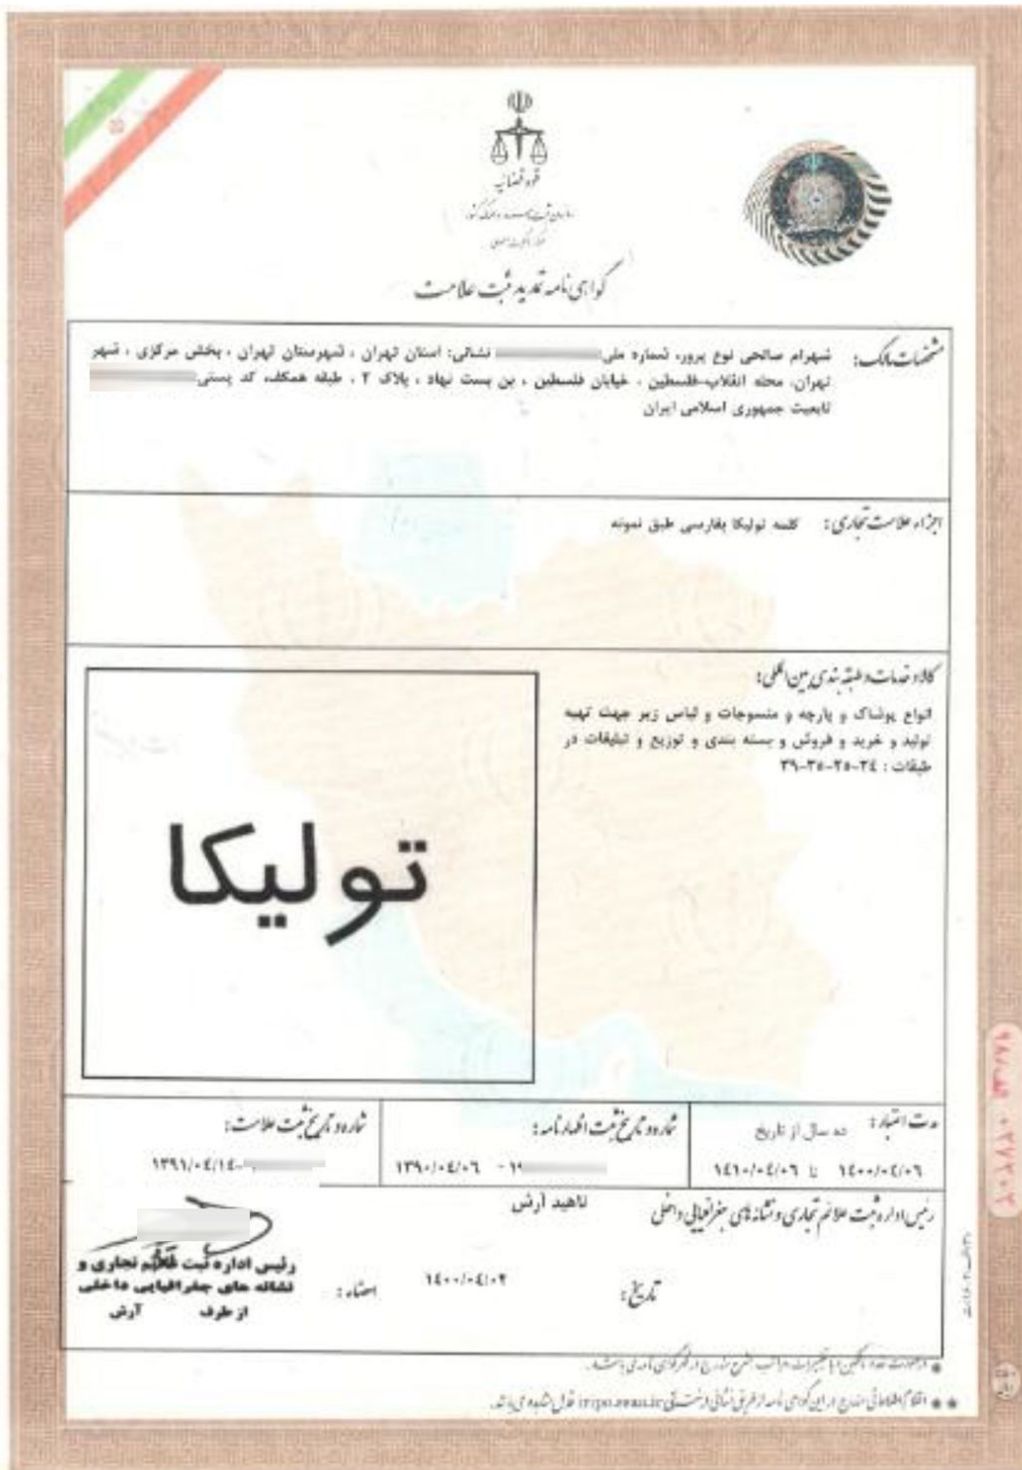 قوه قضائیه
گواهی نامه تمدید ثبت علامت
مشخصات مالک: شهرام صالحی نوع پرور، شماره ملی نشانی: استان تهران ، شهرستان تهران ، بخش مرکزی ، شهر
تهران، محله انقلاب-فلسطین ، خیابان فلسطین ، بن بست نهاد ، پلاک ۲ ، طبقه همکف، کد پستی
تابعیت جمهوری اسلامی ایران
اجزاء علامت تجاری: کلمه تولیکا بفارسی طبق نمونه
کالا و خدمات و طبقه بندی بین المللی:
انواع پوشاک و پارچه و منسوجات و لباس زیر جهت تهیه
تولید و خرید و فروش و بسته بندی و توزیع و تبلیغات در
طبقات : ۲۴-۲۵-۳۵-۳۹
تولیکا
مدت اعتبار: ده سال از تاریخ
۱۴۰۰/۰۴/۰۶ تا ۱۴۱۰/۰۴/۰۶
شماره و تاریخ ثبت اظهارنامه:
۱۳۹۰/۰۴/۰۶ -
شماره و تاریخ ثبت علامت:
۱۳۹۱/۰۴/۱۴-
رئیس اداره ثبت علائم تجاری و نشانه های جغرافیایی داخلی
ناهید آرش
تاریخ: ۱۴۰۰/۰۴/۰۲
امضاء:
رئیس اداره ثبت علائم تجاری و
نشانه های جغرافیایی داخلی
از طرف آرش